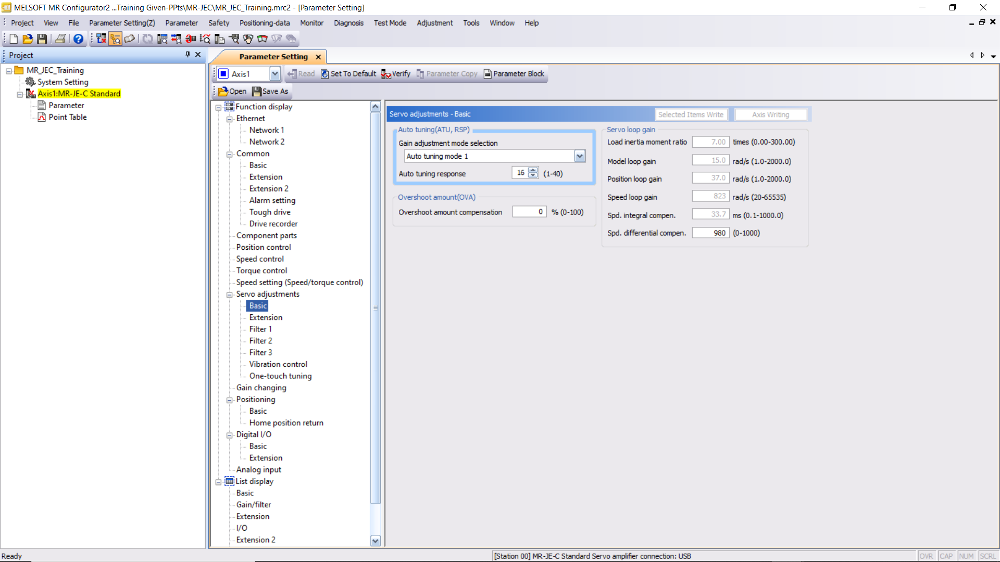 MELSOFT MR Configurator2 ...Training Given-PPts\MR-JEC\MR_JEC_Training.mrc2 - [Parameter Setting]
Project View File Parameter Setting(Z) Parameter Safety Positioning-data Monitor Diagnosis Test Mode Adjustment Tools Window Help
Project
MR_JEC_Training
System Setting
Axis1:MR-JE-C Standard
Parameter
Point Table
Parameter Setting
Axis1 Read Set To Default Verify Parameter Copy Parameter Block
Open Save As
Function display
Ethernet
Network 1
Network 2
Common
Basic
Extension
Extension 2
Alarm setting
Tough drive
Drive recorder
Component parts
Position control
Speed control
Torque control
Speed setting (Speed/torque control)
Servo adjustments
Basic
Extension
Filter 1
Filter 2
Filter 3
Vibration control
One-touch tuning
Gain changing
Positioning
Basic
Home position return
Digital I/O
Basic
Extension
Analog input
List display
Basic
Gain/filter
Extension
I/O
Extension 2
Servo adjustments - Basic Selected Items Write Axis Writing
Auto tuning(ATU, RSP)
Gain adjustment mode selection
Auto tuning mode 1
Auto tuning response 16 (1-40)
Overshoot amount(OVA)
Overshoot amount compensation 0 % (0-100)
Servo loop gain
Load inertia moment ratio 7.00 times (0.00-300.00)
Model loop gain 15.0 rad/s (1.0-2000.0)
Position loop gain 37.0 rad/s (1.0-2000.0)
Speed loop gain 823 rad/s (20-65535)
Spd. integral compen. 33.7 ms (0.1-1000.0)
Spd. differential compen. 980 (0-1000)
Ready [Station 00] MR-JE-C Standard Servo amplifier connection: USB OVR CAP NUM SCRL